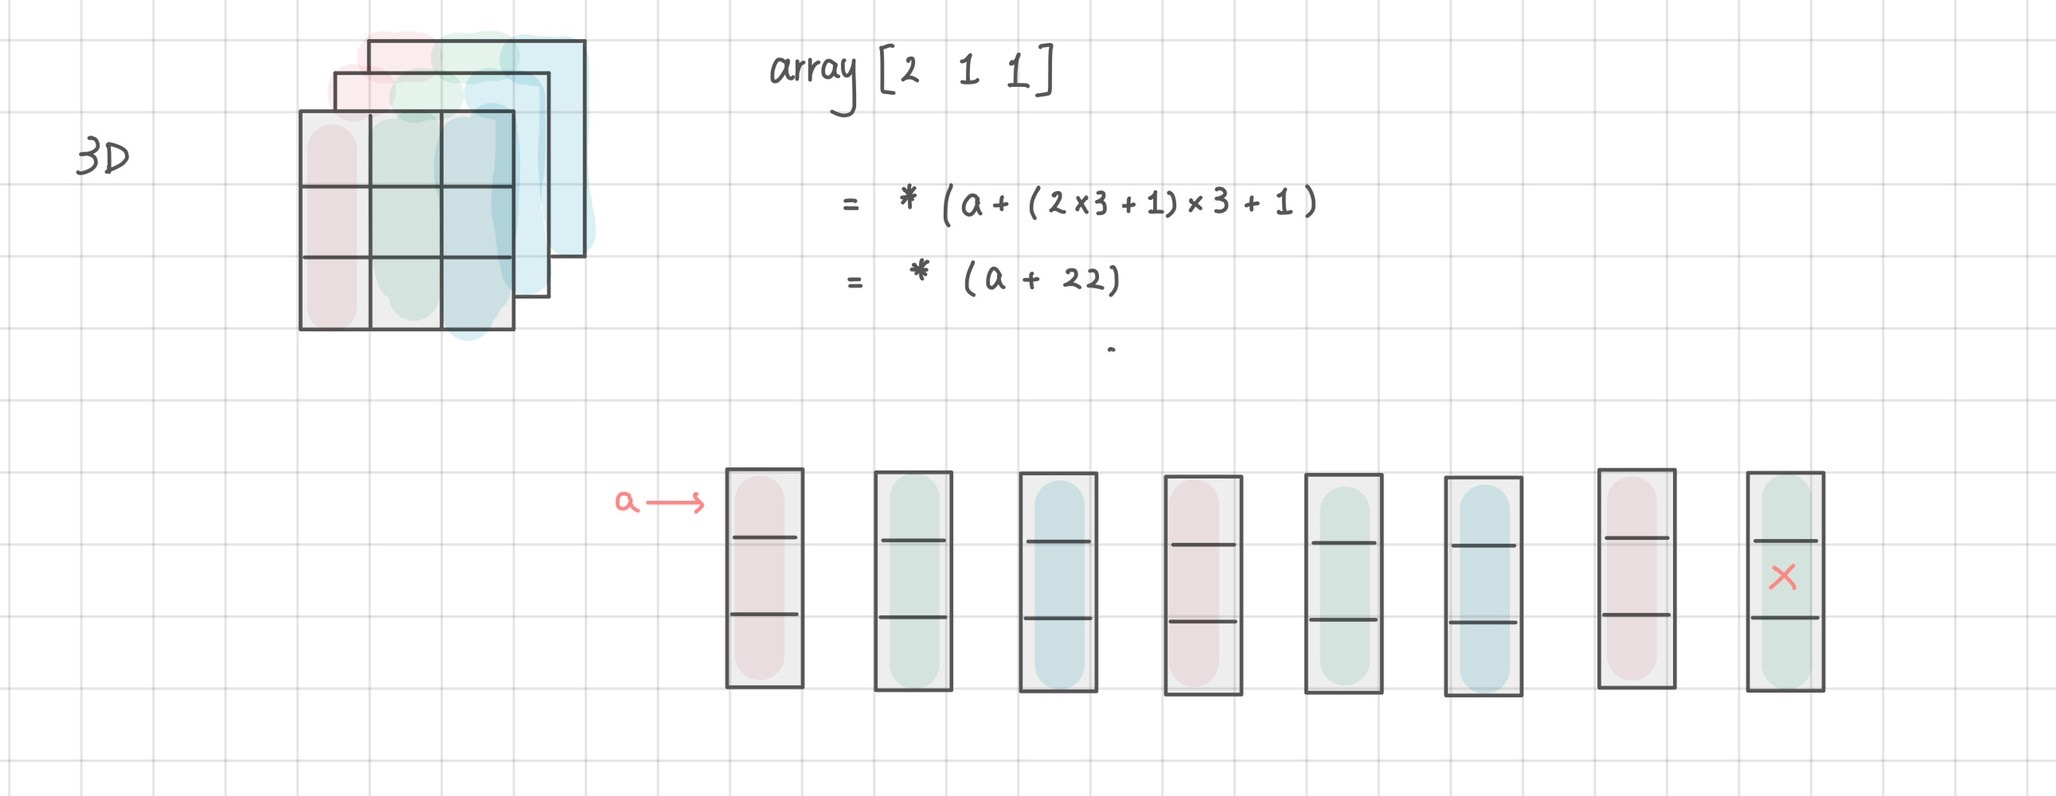 array [2 1 1]
3D
= * (a + (2×3 + 1) × 3 + 1)
= * (a + 22)
a →
×